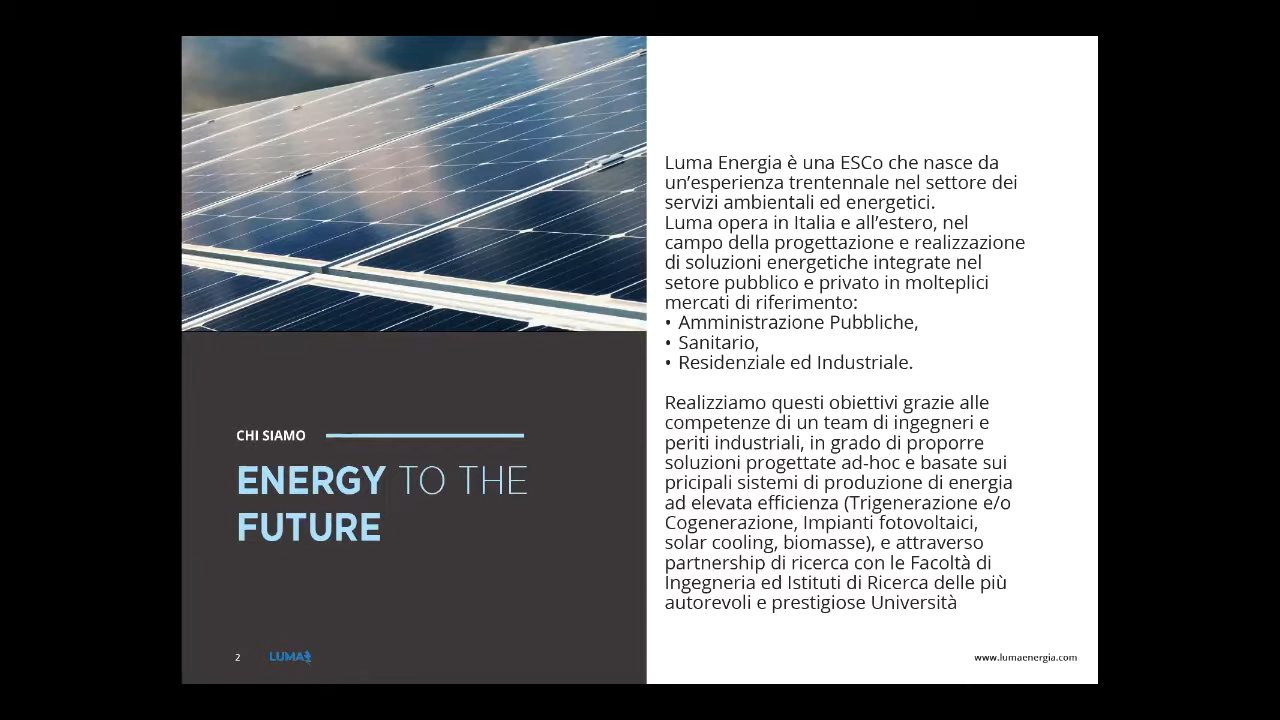 CHI SIAMO
ENERGY TO THE
FUTURE
2
LUMA
Luma Energia è una ESCo che nasce da
un’esperienza trentennale nel settore dei
servizi ambientali ed energetici.
Luma opera in Italia e all’estero, nel
campo della progettazione e realizzazione
di soluzioni energetiche integrate nel
setore pubblico e privato in molteplici
mercati di riferimento:
• Amministrazione Pubbliche,
• Sanitario,
• Residenziale ed Industriale.
Realizziamo questi obiettivi grazie alle
competenze di un team di ingegneri e
periti industriali, in grado di proporre
soluzioni progettate ad-hoc e basate sui
pricipali sistemi di produzione di energia
ad elevata efficienza (Trigenerazione e/o
Cogenerazione, Impianti fotovoltaici,
solar cooling, biomasse), e attraverso
partnership di ricerca con le Facoltà di
Ingegneria ed Istituti di Ricerca delle più
autorevoli e prestigiose Università
www.lumaenergia.com